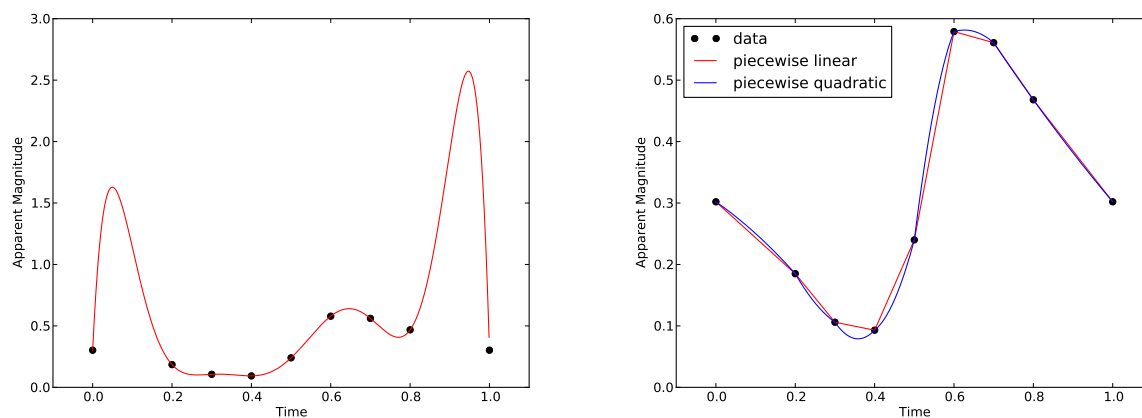 3.0
2.5
2.0
1.5
1.0
0.5
0.0
Apparent Magnitude
0.0 0.2 0.4 0.6 0.8 1.0
Time
0.6
0.5
0.4
0.3
0.2
0.1
0.0
Apparent Magnitude
data
piecewise linear
piecewise quadratic
0.0 0.2 0.4 0.6 0.8 1.0
Time